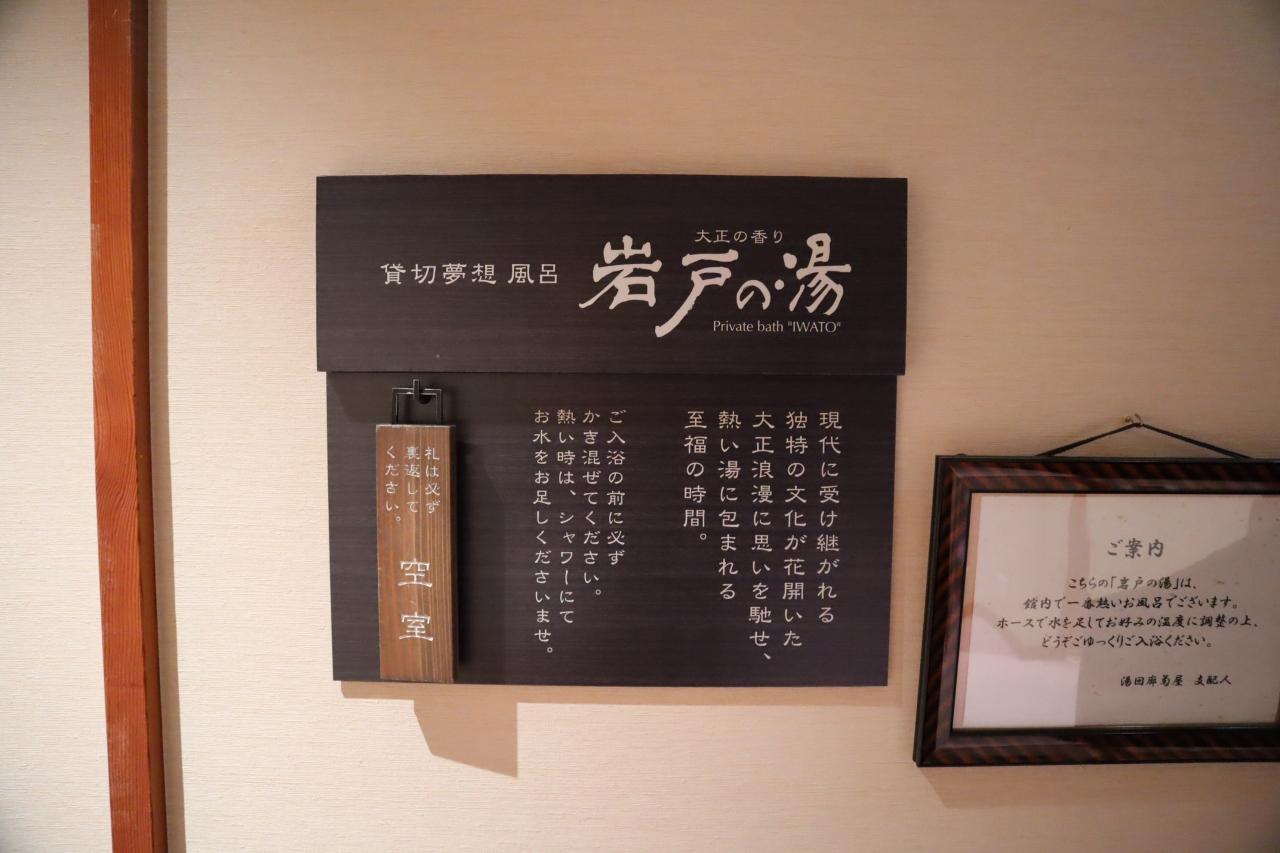 大正の香り
貸切夢想 風呂
岩戸の湯
Private bath "IWATO"
現代に受け継がれる
独特の文化が花開いた
大正浪漫に思いを馳せ、
熱い湯に包まれる
至福の時間。
ご入浴の前に必ず
かき混ぜてください。
熱い時は、シャワーにて
お水をお足しくださいませ。
札は必ず
裏返して
ください。
空室
ご案内
こちらの「岩戸の湯」は、
館内で一番熱いお風呂でございます。
ホースで水を足してお好みの温度に調整の上、
どうぞごゆっくりご入浴ください。
湯田庵菊屋 支配人